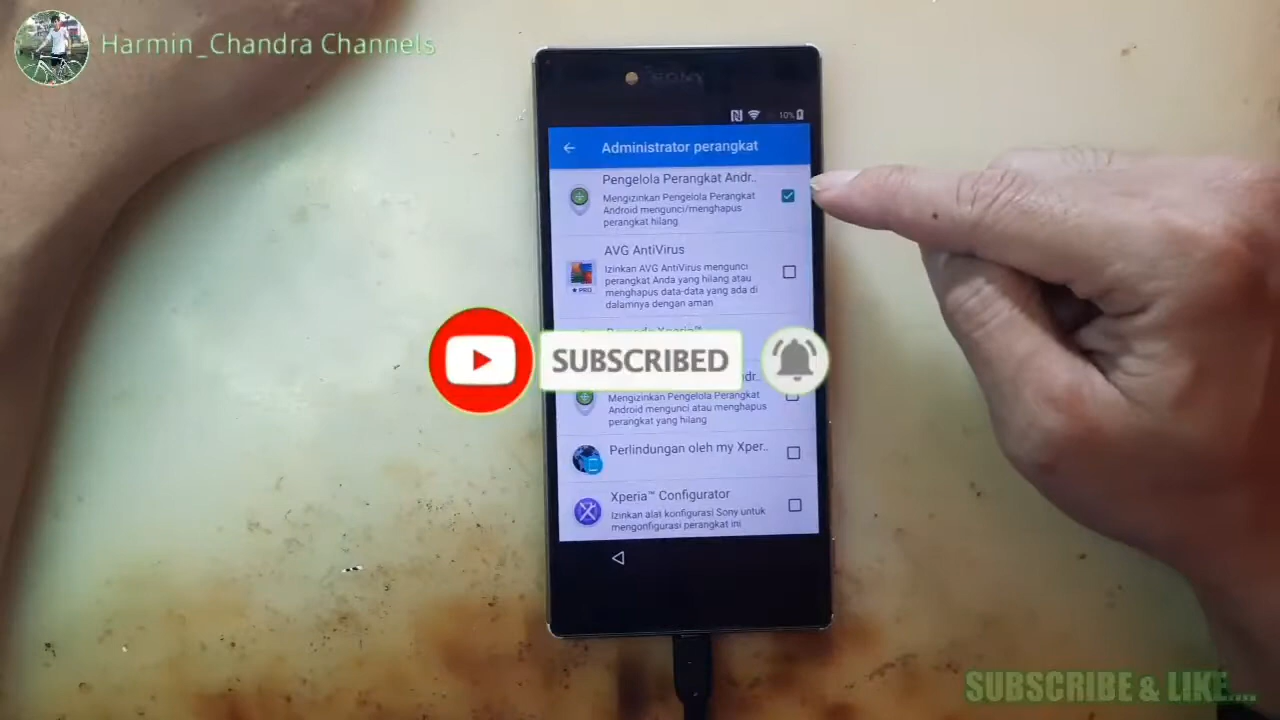 Harmin_Chandra Channels
SONY
10%
Administrator perangkat
Pengelola Perangkat Andr..
Mengizinkan Pengelola Perangkat
Android mengunci/menghapus
perangkat hilang
AVG AntiVirus
Izinkan AVG AntiVirus mengunci
perangkat Anda yang hilang atau
menghapus data-data yang ada di
dalamnya dengan aman
★ PRO
Xperia™
SUBSCRIBED
ndr..
Mengizinkan Pengelola Perangkat
Android mengunci atau menghapus
perangkat yang hilang
Perlindungan oleh my Xper..
Xperia™ Configurator
Izinkan alat konfigurasi Sony untuk
mengonfigurasi perangkat ini
SUBSCRIBE & LIKE....